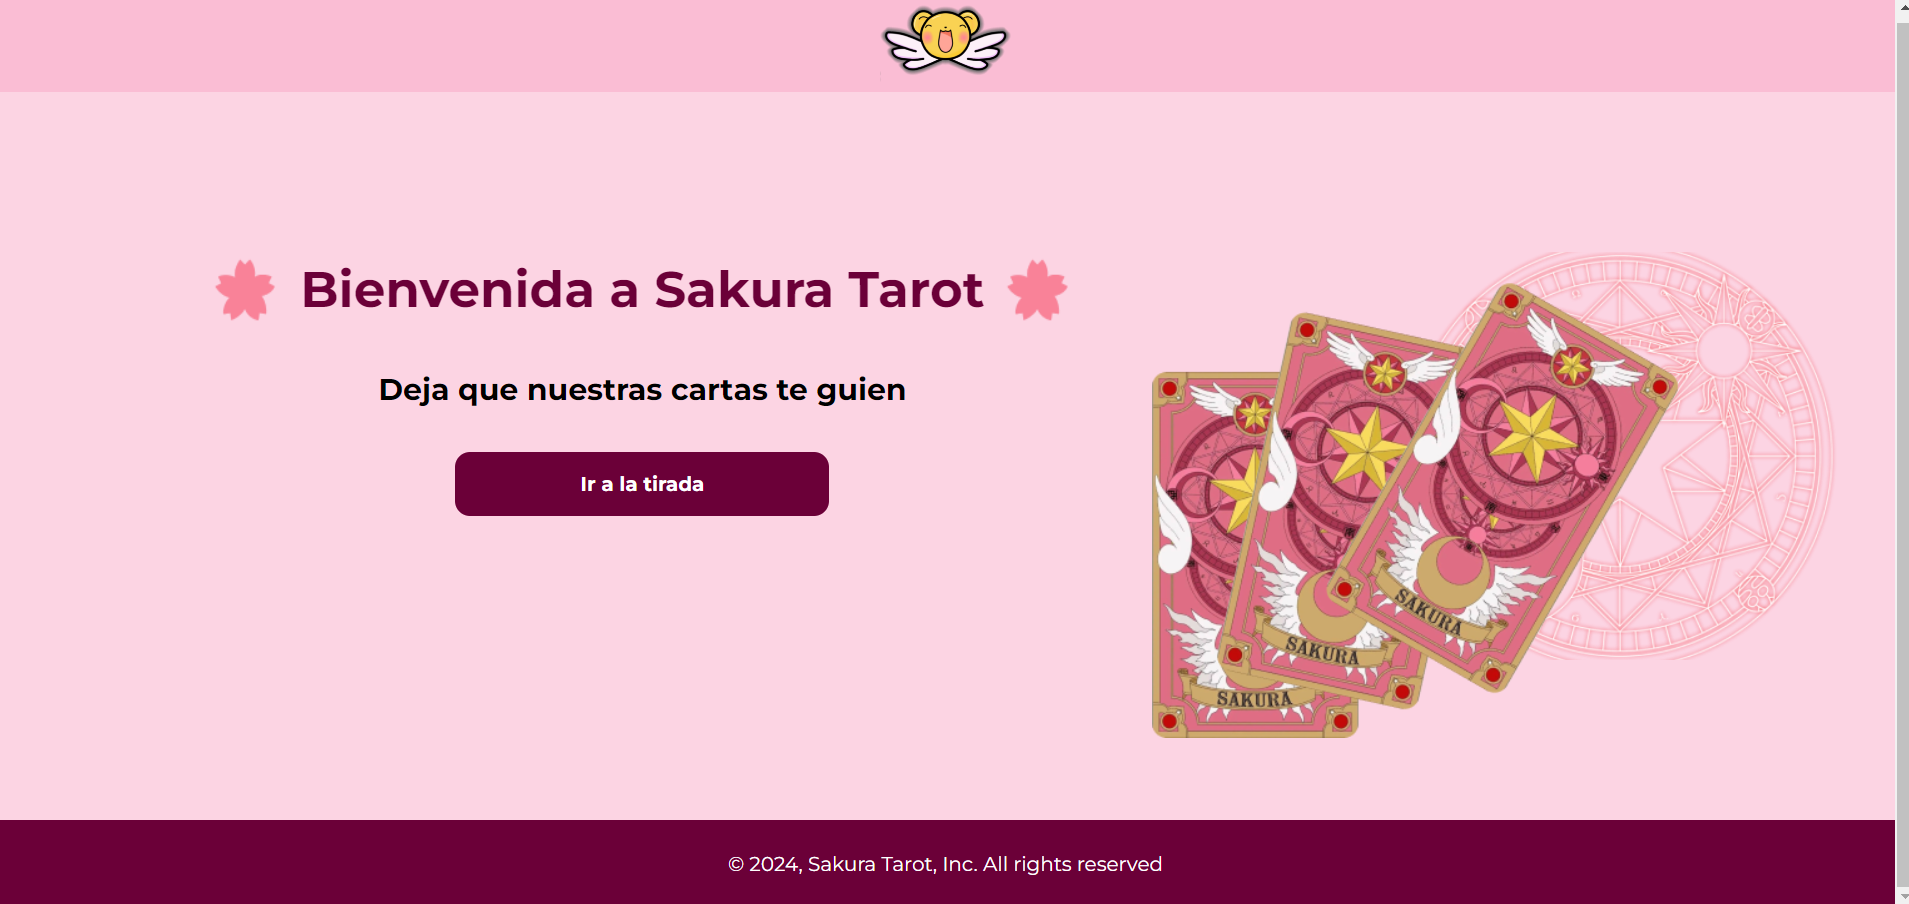 Bienvenida a Sakura Tarot
Deja que nuestras cartas te guien
Ir a la tirada
SAKURA
SAKURA
SAKURA
© 2024, Sakura Tarot, Inc. All rights reserved